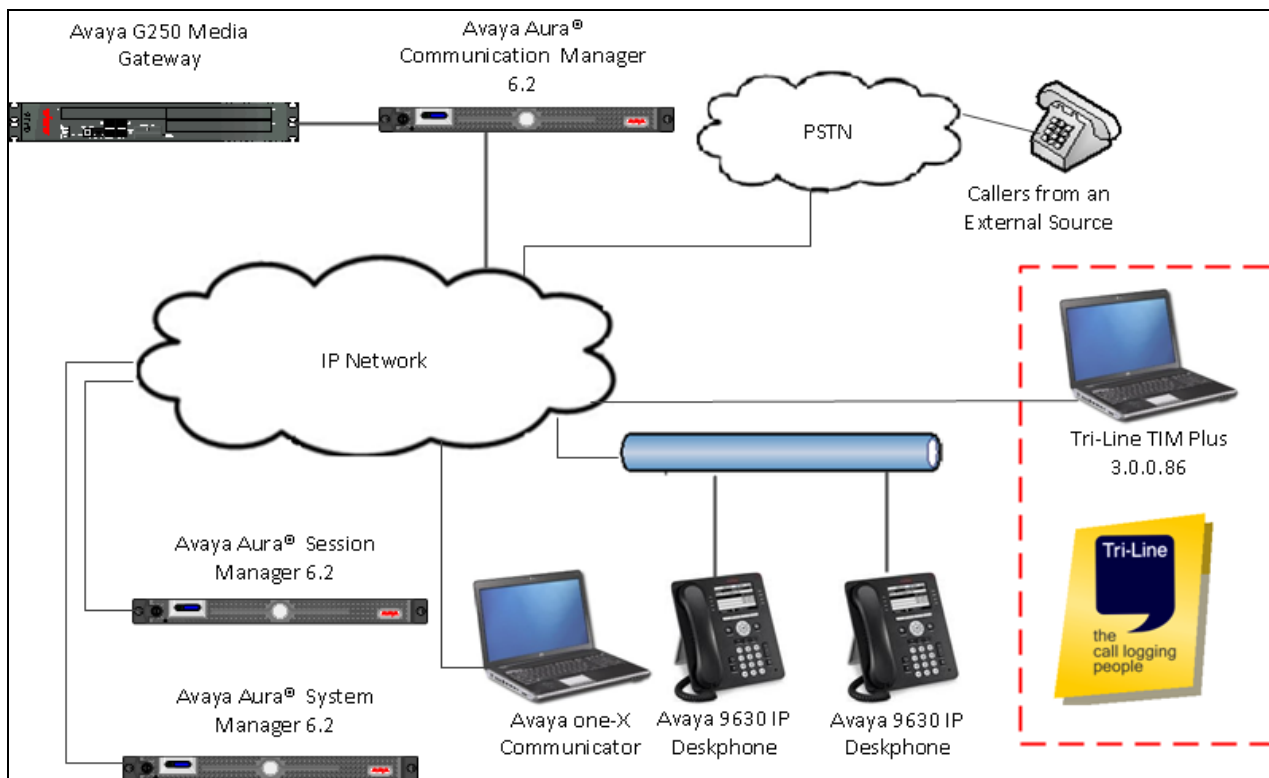 Avaya G250 Media
Gateway
Avaya Aura® 
Communication Manager
6.2
PSTN
Callers from an
External Source
IP Network
Tri-Line TIM Plus
3.0.0.86
Avaya Aura® Session
Manager 6.2
Tri-Line
the
call logging
people
Avaya Aura® System
Manager 6.2
Avaya one-X
Communicator
Avaya 9630 IP
Deskphone
Avaya 9630 IP
Deskphone